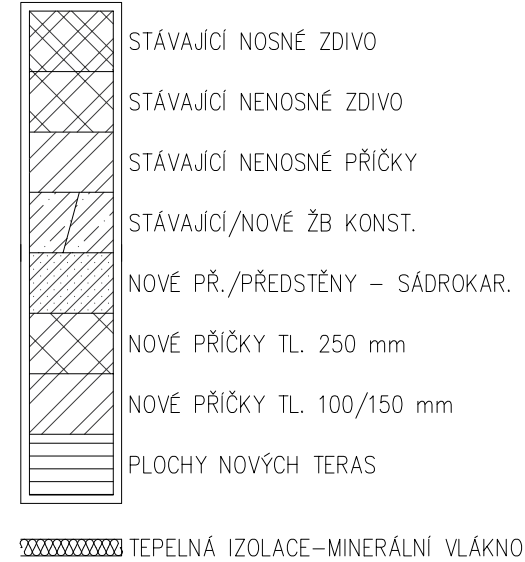 STÁVAJÍCÍ NOSNÉ ZDIVO
STÁVAJÍCÍ NENOSNÉ ZDIVO
STÁVAJÍCÍ NENOSNÉ PŘÍČKY
STÁVAJÍCÍ/NOVÉ ŽB KONST.
NOVÉ PŘ./PŘEDSTĚNY – SÁDROKAR.
NOVÉ PŘÍČKY TL. 250 mm
NOVÉ PŘÍČKY TL. 100/150 mm
PLOCHY NOVÝCH TERAS
TEPELNÁ IZOLACE–MINERÁLNÍ VLÁKNO